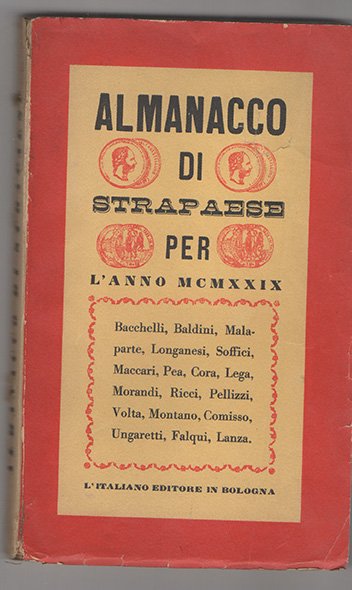 ALMANACCO
DI
STRAPAESE
PER
L'ANNO MCMXXIX
Bacchelli, Baldini, Mala-
parte, Longanesi, Soffici,
Maccari, Pea, Cora, Lega,
Morandi, Ricci, Pellizzi,
Volta, Montano, Comisso,
Ungaretti, Falqui, Lanza.
L'ITALIANO EDITORE IN BOLOGNA